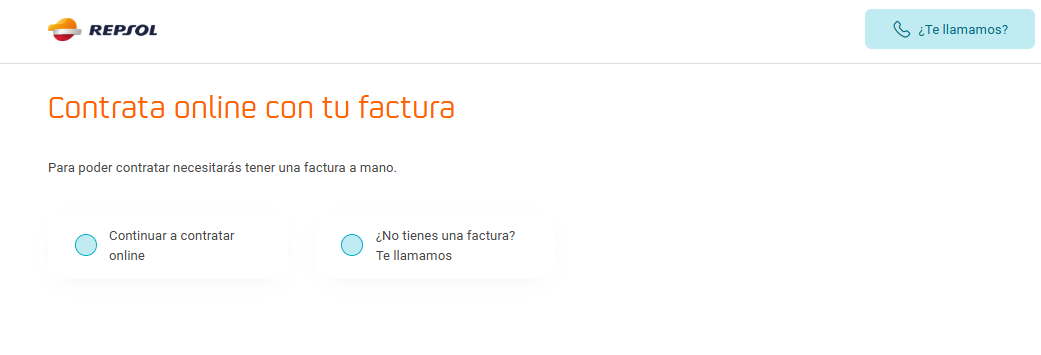 REPSOL
¿Te llamamos?
Contrata online con tu factura
Para poder contratar necesitarás tener una factura a mano.
Continuar a contratar
online
¿No tienes una factura?
Te llamamos